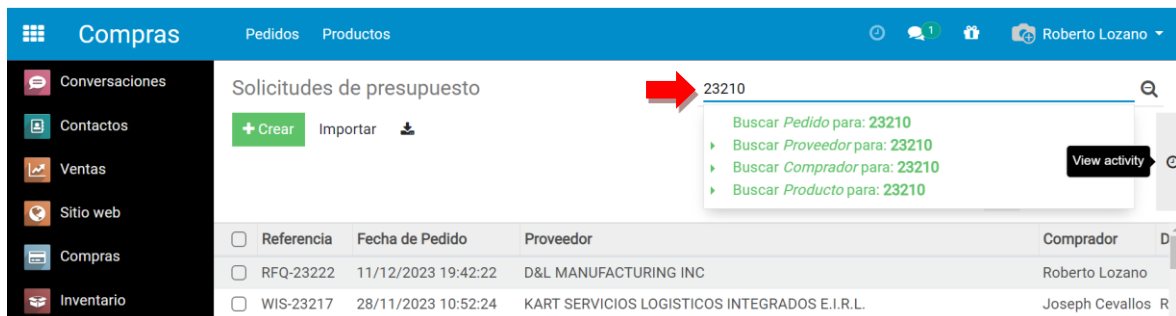 Compras Pedidos Productos 1 Roberto Lozano
Conversaciones
Contactos
Ventas
Sitio web
Compras
Inventario
Solicitudes de presupuesto 23210
+ Crear Importar
Buscar Pedido para: 23210
Buscar Proveedor para: 23210
Buscar Comprador para: 23210
Buscar Producto para: 23210
View activity
Referencia Fecha de Pedido Proveedor Comprador D
RFQ-23222 11/12/2023 19:42:22 D&L MANUFACTURING INC Roberto Lozano
WIS-23217 28/11/2023 10:52:24 KART SERVICIOS LOGISTICOS INTEGRADOS E.I.R.L. Joseph Cevallos R